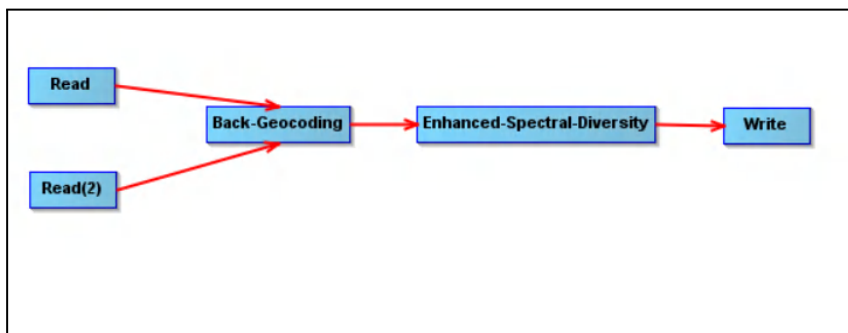 Read
Back-Geocoding
Enhanced-Spectral-Diversity
Write
Read(2)